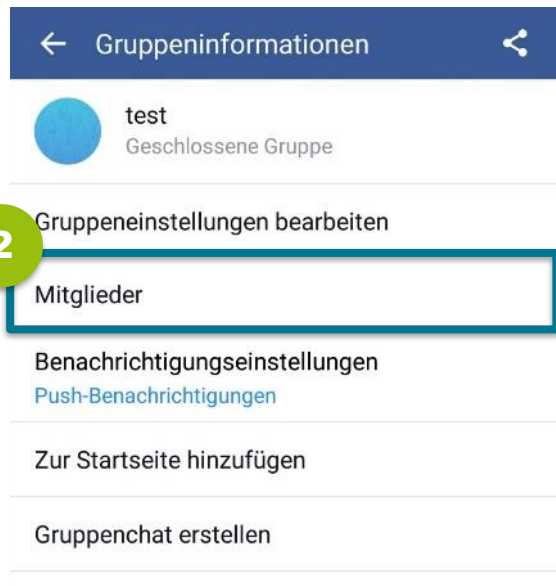 Gruppeninformationen
test
Geschlossene Gruppe
Gruppeneinstellungen bearbeiten
2
Mitglieder
Benachrichtigungseinstellungen
Push-Benachrichtigungen
Zur Startseite hinzufügen
Gruppenchat erstellen